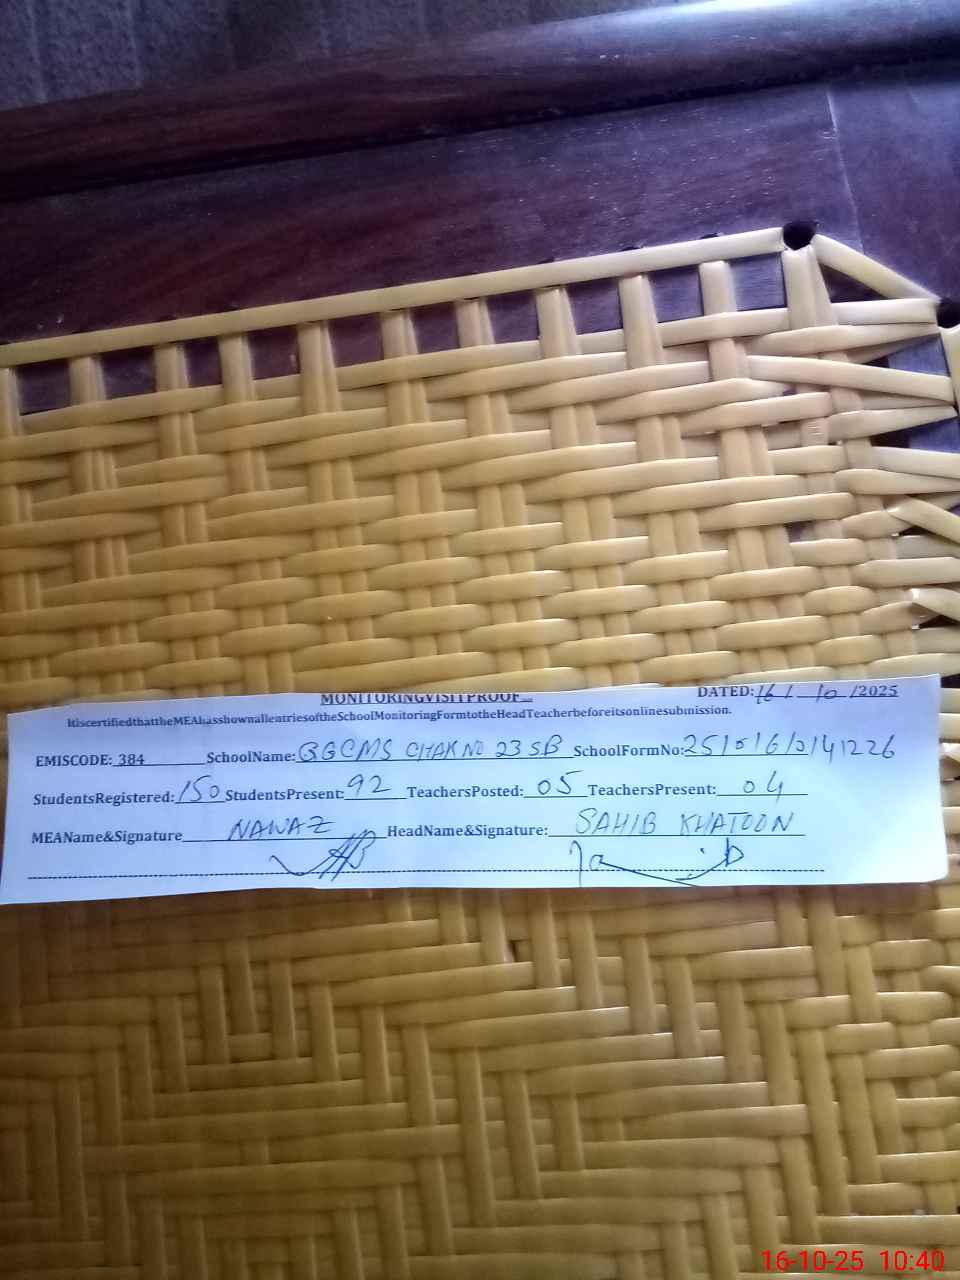 MONITORINGVISITPROOF
DATED: 16 / 10 /2025
ItiscertifiedthattheMEAhasshownallentriesoftheSchoolMonitoringFormtotheHeadTeacherbeforeitsonlinesubmission.
EMISCODE: 384 SchoolName: GGCMS CHAK NO 23 SB SchoolFormNo:
StudentsRegistered: 150 StudentsPresent: 92 TeachersPosted: 05 TeachersPresent: 04
MEAName&Signature NAWAZ HeadName&Signature: SAHIB KHATOON
16-10-25 10:40